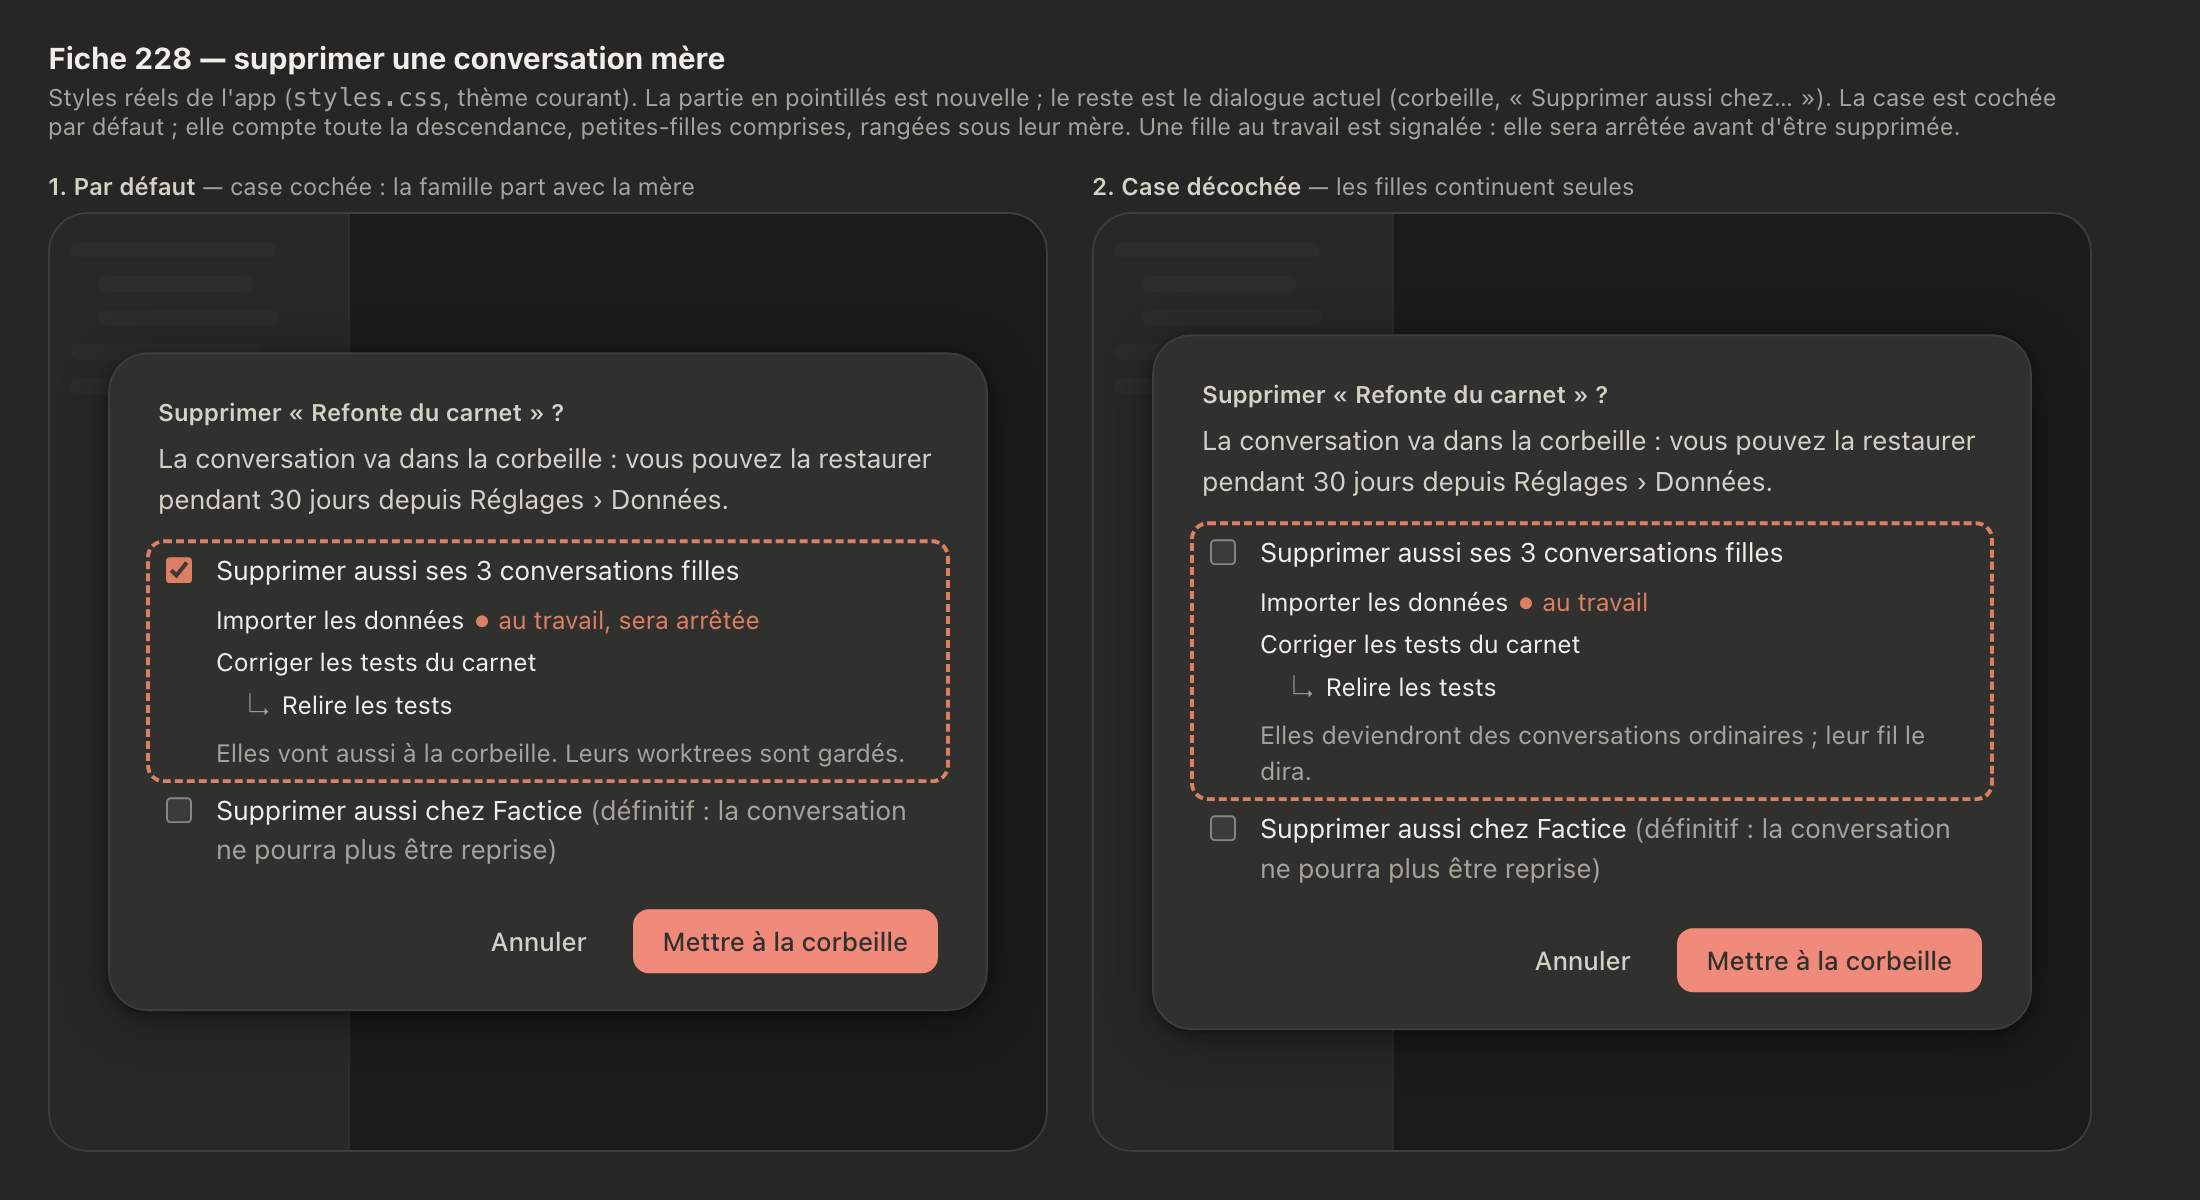 Fiche 228 — supprimer une conversation mère
Styles réels de l'app (styles.css, thème courant). La partie en pointillés est nouvelle ; le reste est le dialogue actuel (corbeille, « Supprimer aussi chez… »). La case est cochée
par défaut ; elle compte toute la descendance, petites-filles comprises, rangées sous leur mère. Une fille au travail est signalée : elle sera arrêtée avant d'être supprimée.
1. Par défaut — case cochée : la famille part avec la mère
Supprimer « Refonte du carnet » ?
La conversation va dans la corbeille : vous pouvez la restaurer
pendant 30 jours depuis Réglages › Données.
Supprimer aussi ses 3 conversations filles
Importer les données ● au travail, sera arrêtée
Corriger les tests du carnet
Relire les tests
Elles vont aussi à la corbeille. Leurs worktrees sont gardés.
Supprimer aussi chez Factice (définitif : la conversation
ne pourra plus être reprise)
Annuler
Mettre à la corbeille
2. Case décochée — les filles continuent seules
Supprimer « Refonte du carnet » ?
La conversation va dans la corbeille : vous pouvez la restaurer
pendant 30 jours depuis Réglages › Données.
Supprimer aussi ses 3 conversations filles
Importer les données ● au travail
Corriger les tests du carnet
Relire les tests
Elles deviendront des conversations ordinaires ; leur fil le
dira.
Supprimer aussi chez Factice (définitif : la conversation
ne pourra plus être reprise)
Annuler
Mettre à la corbeille